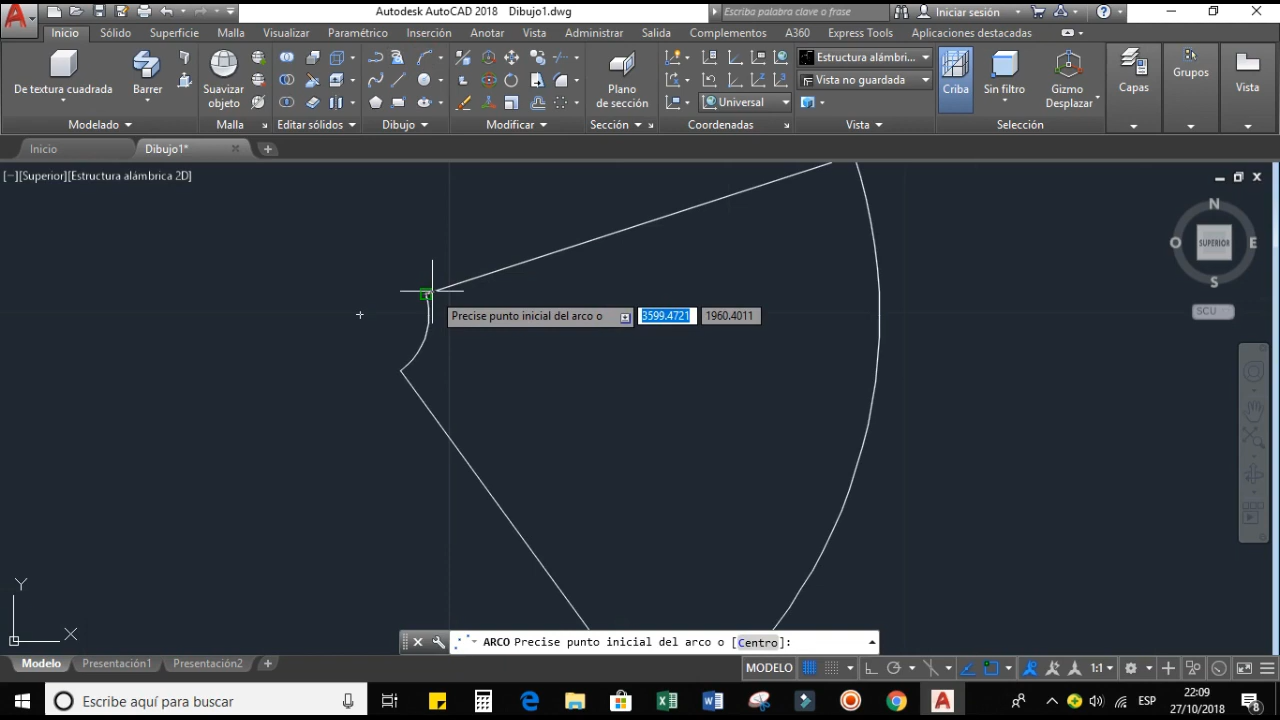 Autodesk AutoCAD 2018 Dibujo1.dwg
Escriba palabra clave o frase
Iniciar sesión
Inicio Sólido Superficie Malla Visualizar Paramétrico Inserción Anotar Vista Administrar Salida Complementos A360 Express Tools Aplicaciones destacadas
Estructura alámbri...
Vista no guardada
De textura cuadrada
Barrer
Suavizar
objeto
Plano
de sección
Universal
Criba
Sin filtro
Gizmo
Desplazar
Capas
Grupos
Vista
Modelado Malla Editar sólidos Dibujo Modificar Sección Coordenadas Vista Selección
Inicio Dibujo1*
[−][Superior][Estructura alámbrica 2D]
N
O SUPERIOR E
S
SCU
Precise punto inicial del arco o 3599.4721 1960.4011
Y
X
ARCO Precise punto inicial del arco o [Centro]:
Modelo Presentación1 Presentación2
MODELO 1:1
Escribe aquí para buscar
ESP
22:09
27/10/2018
8